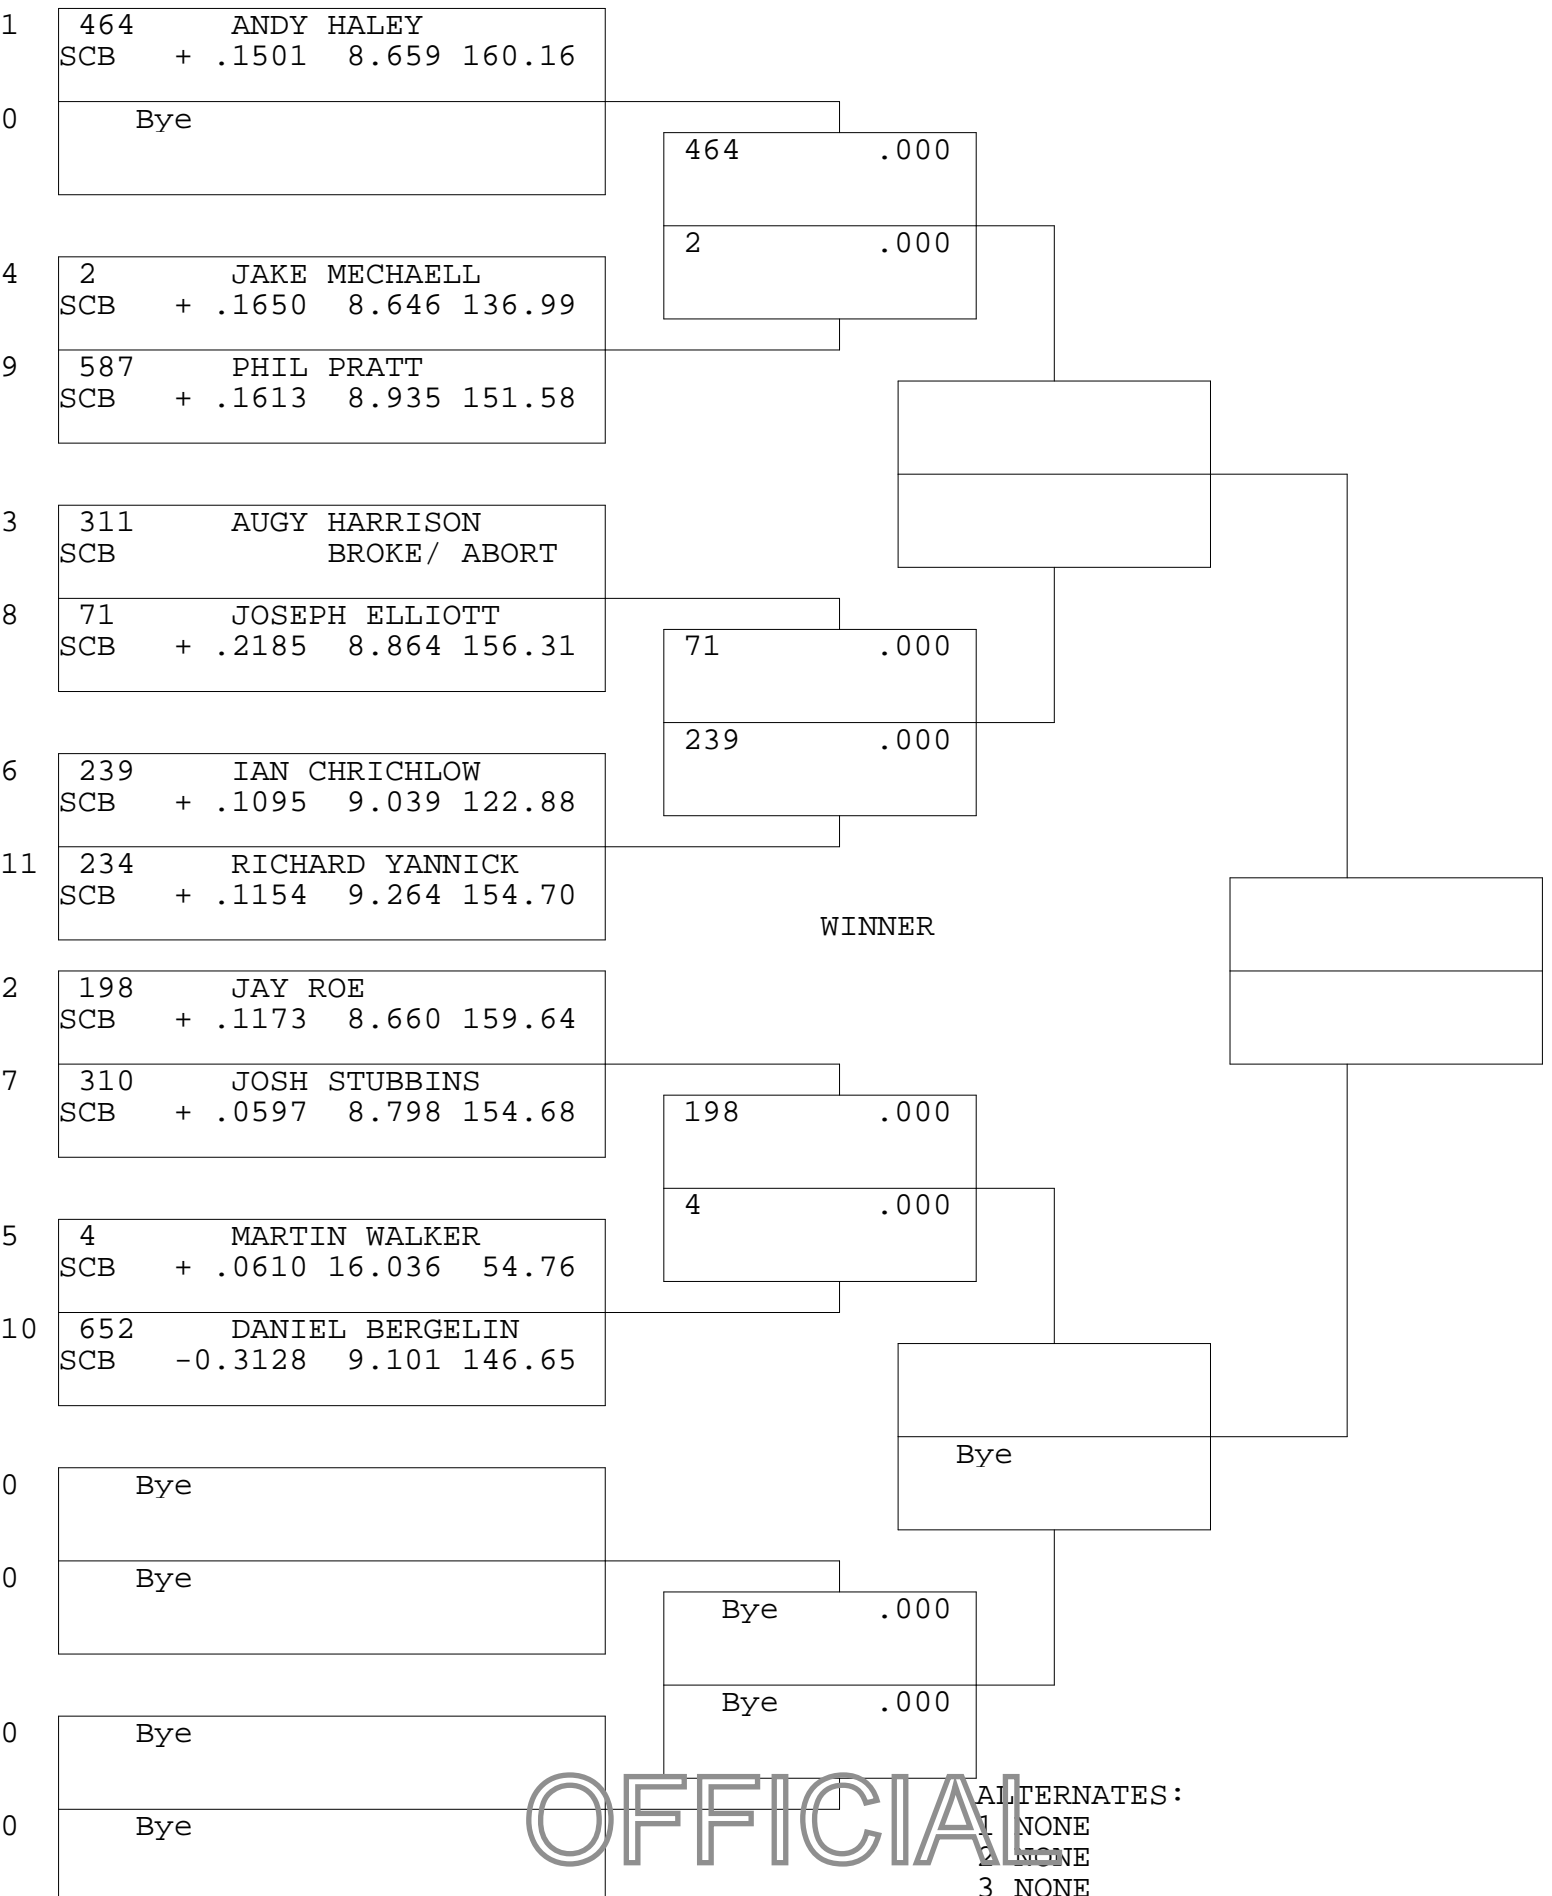 1 464 ANDY HALEY
SCB + .1501 8.659 160.16
0 Bye
464 .000
2 .000
4 2 JAKE MECHAELL
SCB + .1650 8.646 136.99
9 587 PHIL PRATT
SCB + .1613 8.935 151.58
3 311 AUGY HARRISON
SCB BROKE/ ABORT
8 71 JOSEPH ELLIOTT
SCB + .2185 8.864 156.31
71 .000
239 .000
6 239 IAN CHRICHLOW
SCB + .1095 9.039 122.88
11 234 RICHARD YANNICK
SCB + .1154 9.264 154.70
WINNER
2 198 JAY ROE
SCB + .1173 8.660 159.64
7 310 JOSH STUBBINS
SCB + .0597 8.798 154.68
198 .000
4 .000
5 4 MARTIN WALKER
SCB + .0610 16.036 54.76
10 652 DANIEL BERGELIN
SCB -0.3128 9.101 146.65
Bye
0 Bye
0 Bye
Bye .000
Bye .000
0 Bye
0 Bye
OFFICIAL
ALTERNATES:
1 NONE
2 NONE
3 NONE